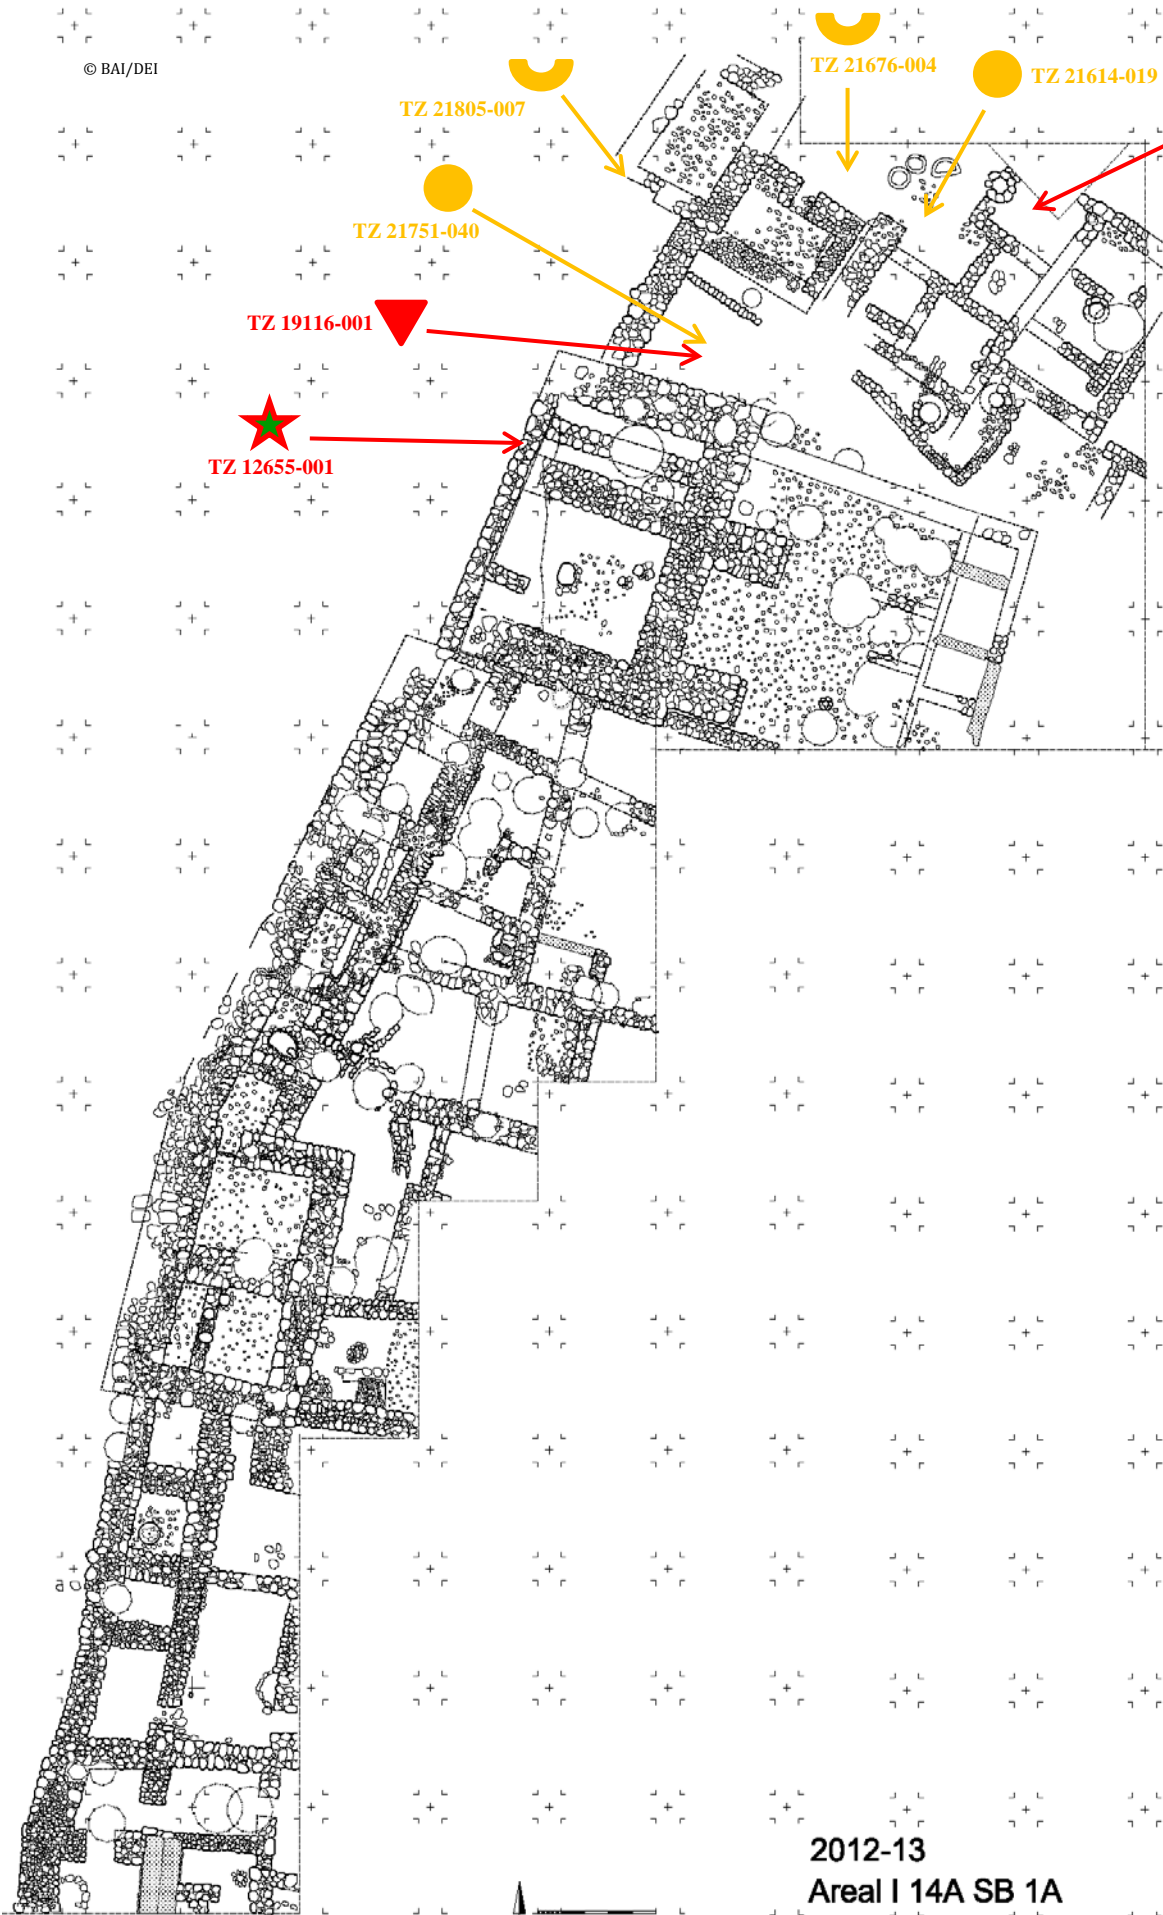 © BAI/DEI
TZ 21676-004
TZ 21614-019
TZ 21805-007
TZ 21751-040
TZ 19116-001
TZ 12655-001
2012-13
Areal I 14A SB 1A